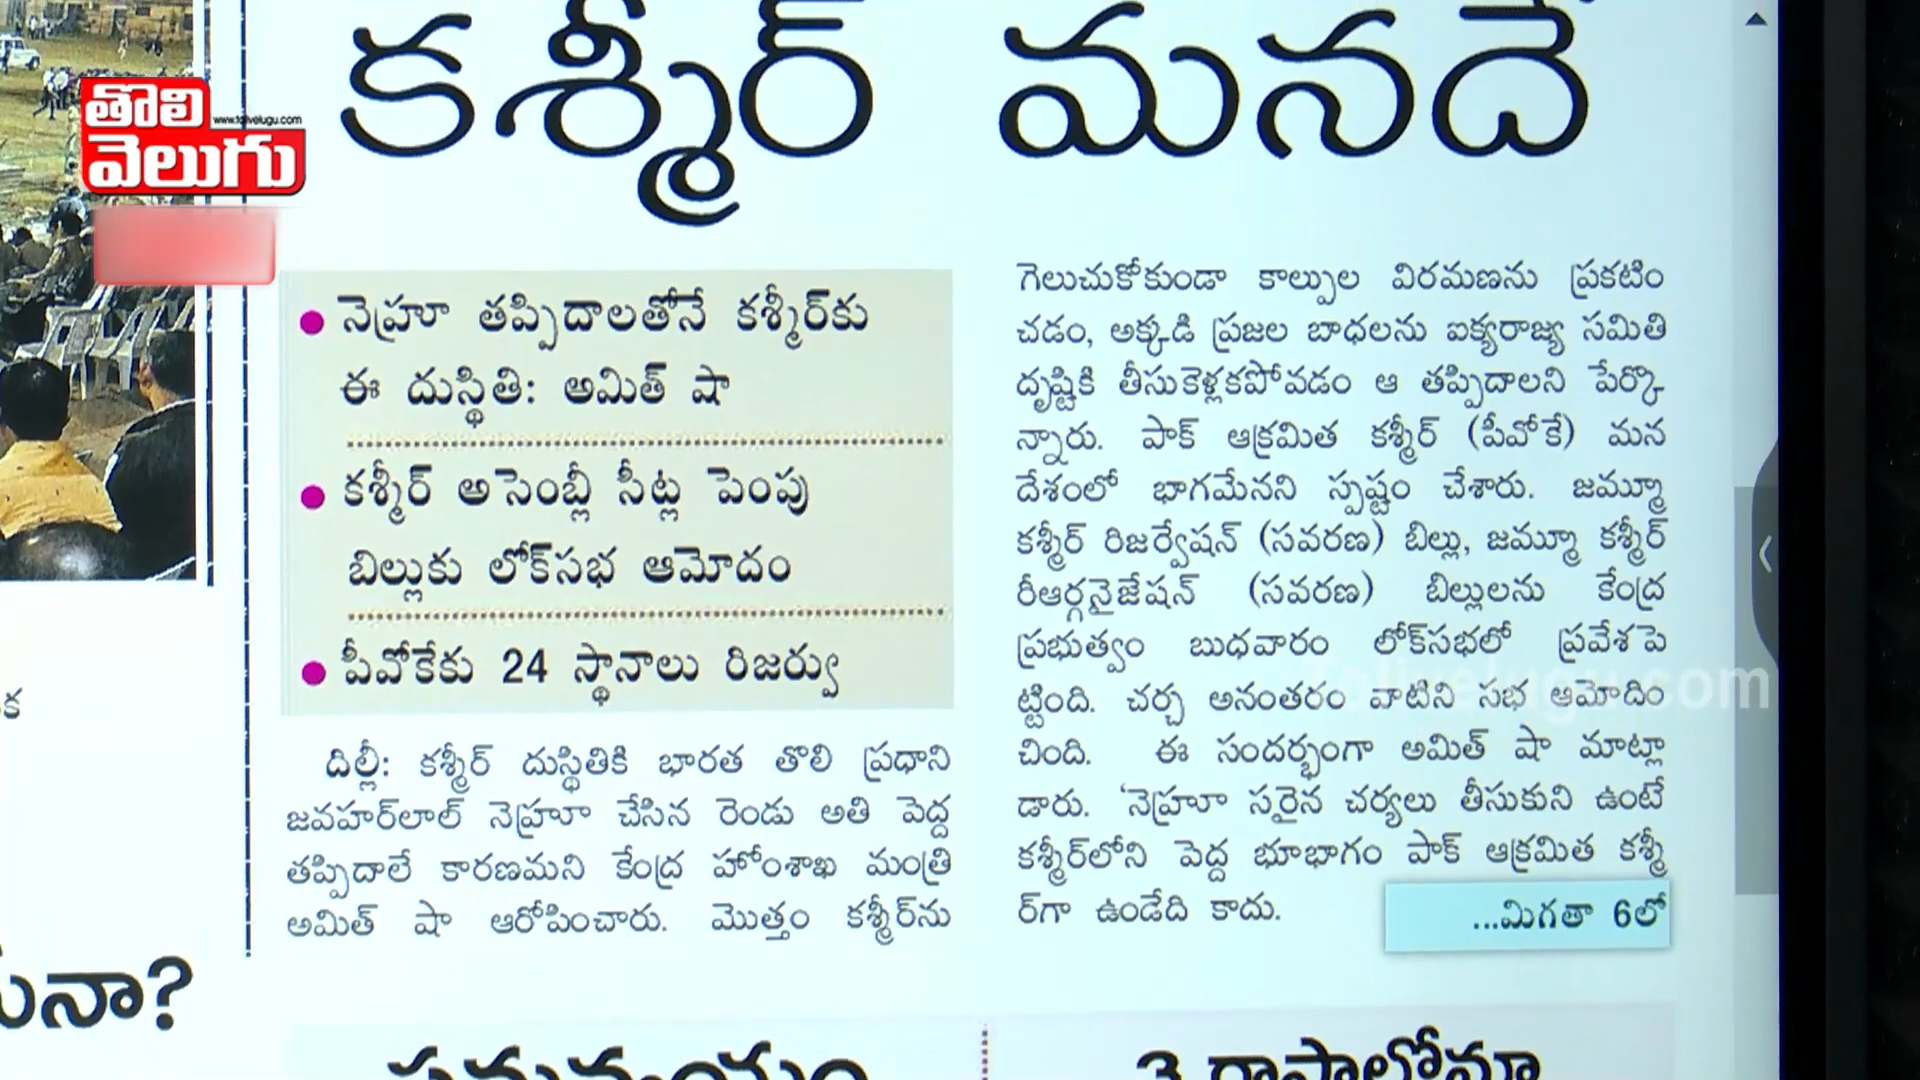 కశ్మీర్ మనదే
తొలి
www.tolivelugu.com
వెలుగు
• నెహ్రూ తప్పిదాలతోనే కశ్మీర్‌కు
ఈ దుస్థితి: అమిత్ షా
• కశ్మీర్ అసెంబ్లీ సీట్ల పెంపు
బిల్లుకు లోక్‌సభ ఆమోదం
• పీవోకేకు 24 స్థానాలు రిజర్వు
దిల్లీ: కశ్మీర్ దుస్థితికి భారత తొలి ప్రధాని
జవహర్‌లాల్ నెహ్రూ చేసిన రెండు అతి పెద్ద
తప్పిదాలే కారణమని కేంద్ర హోంశాఖ మంత్రి
అమిత్ షా ఆరోపించారు. మొత్తం కశ్మీర్‌ను
గెలుచుకోకుండా కాల్పుల విరమణను ప్రకటిం
చడం, అక్కడి ప్రజల బాధలను ఐక్యరాజ్య సమితి
దృష్టికి తీసుకెళ్లకపోవడం ఆ తప్పిదాలని పేర్కొ
న్నారు. పాక్ ఆక్రమిత కశ్మీర్ (పీవోకే) మన
దేశంలో భాగమేనని స్పష్టం చేశారు. జమ్మూ
కశ్మీర్ రిజర్వేషన్ (సవరణ) బిల్లు, జమ్మూ కశ్మీర్
రీఆర్గనైజేషన్ (సవరణ) బిల్లులను కేంద్ర
ప్రభుత్వం బుధవారం లోక్‌సభలో ప్రవేశపె
ట్టింది. చర్చ అనంతరం వాటిని సభ ఆమోదిం
చింది. ఈ సందర్భంగా అమిత్ షా మాట్లా
డారు. ‘నెహ్రూ సరైన చర్యలు తీసుకుని ఉంటే
కశ్మీర్‌లోని పెద్ద భూభాగం పాక్ ఆక్రమిత కశ్మీ
ర్‌గా ఉండేది కాదు.
...మిగతా 6లో
Tolivelugu.com
క